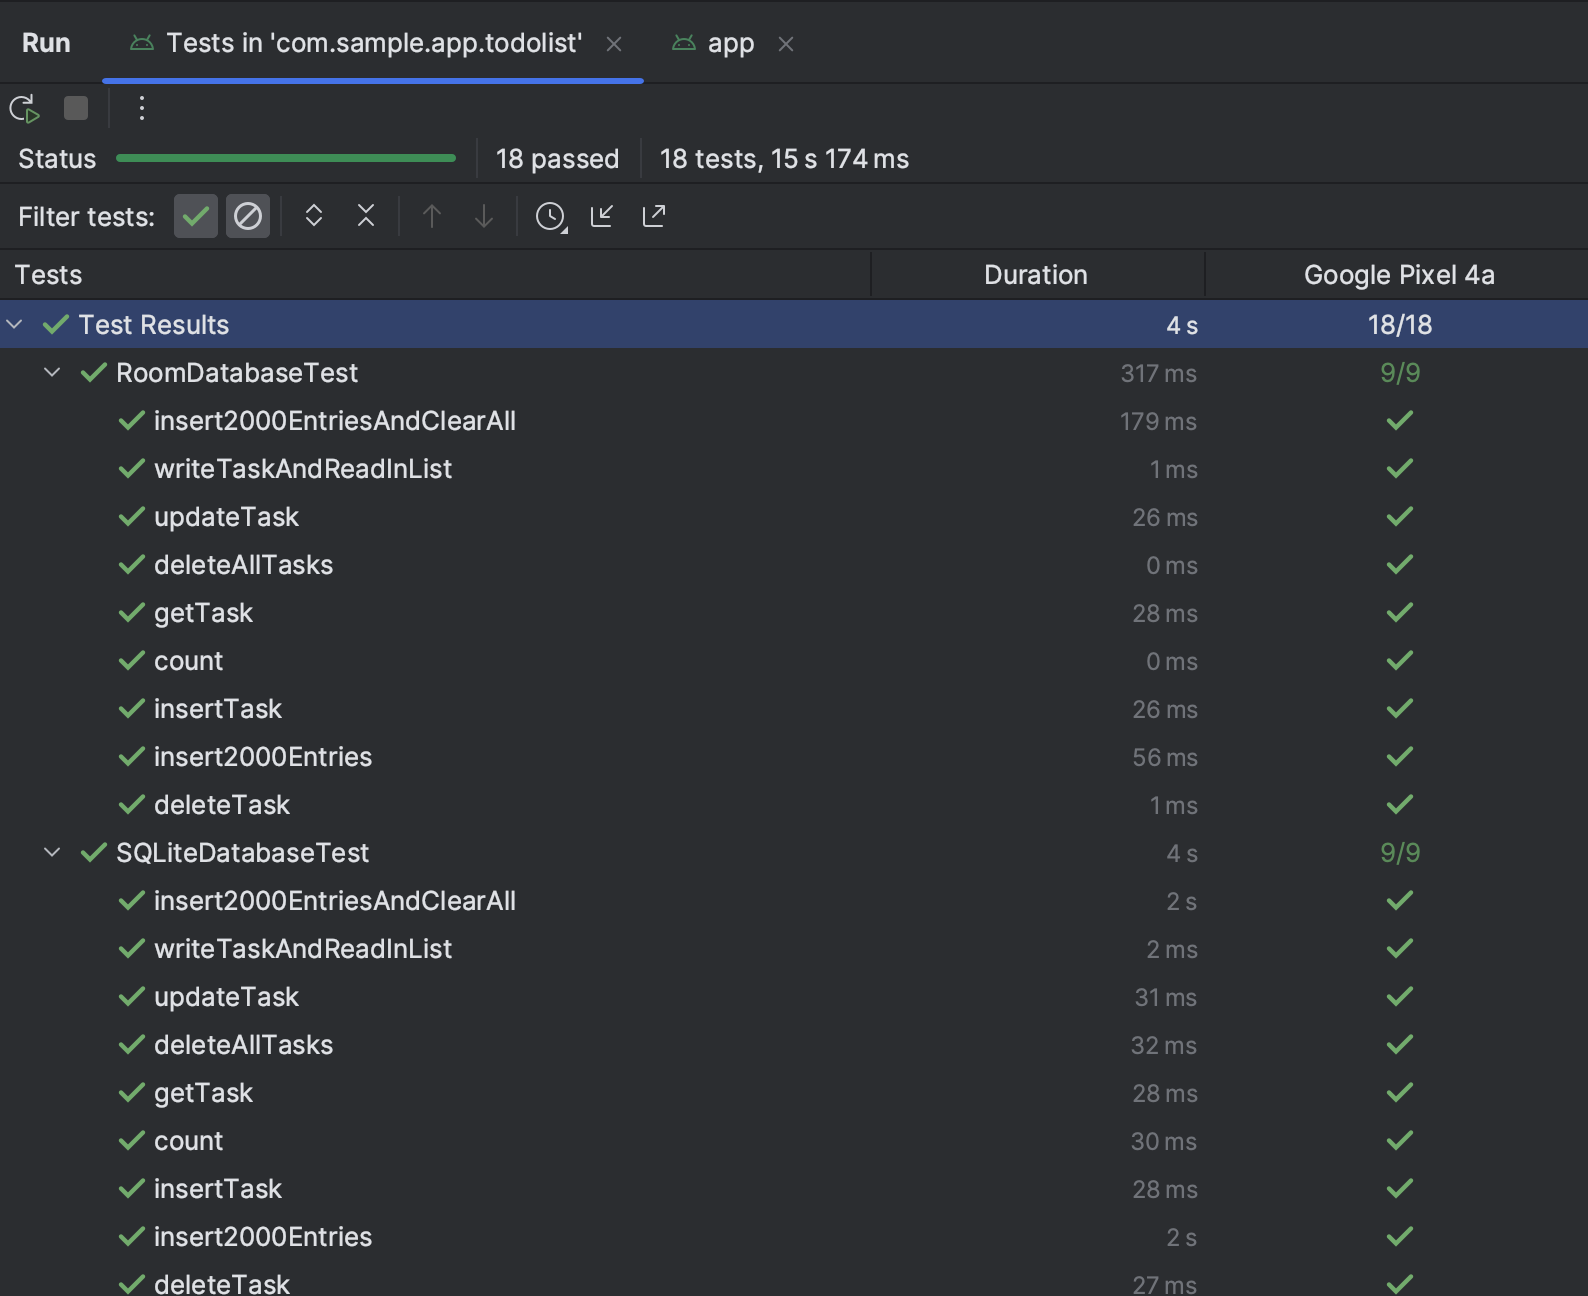 Run Tests in 'com.sample.app.todolist' app
Status 18 passed 18 tests, 15 s 174 ms
Filter tests:
Tests Duration Google Pixel 4a
Test Results 4 s 18/18
RoomDatabaseTest 317 ms 9/9
insert2000EntriesAndClearAll 179 ms
writeTaskAndReadInList 1 ms
updateTask 26 ms
deleteAllTasks 0 ms
getTask 28 ms
count 0 ms
insertTask 26 ms
insert2000Entries 56 ms
deleteTask 1 ms
SQLiteDatabaseTest 4 s 9/9
insert2000EntriesAndClearAll 2 s
writeTaskAndReadInList 2 ms
updateTask 31 ms
deleteAllTasks 32 ms
getTask 28 ms
count 30 ms
insertTask 28 ms
insert2000Entries 2 s
deleteTask 27 ms